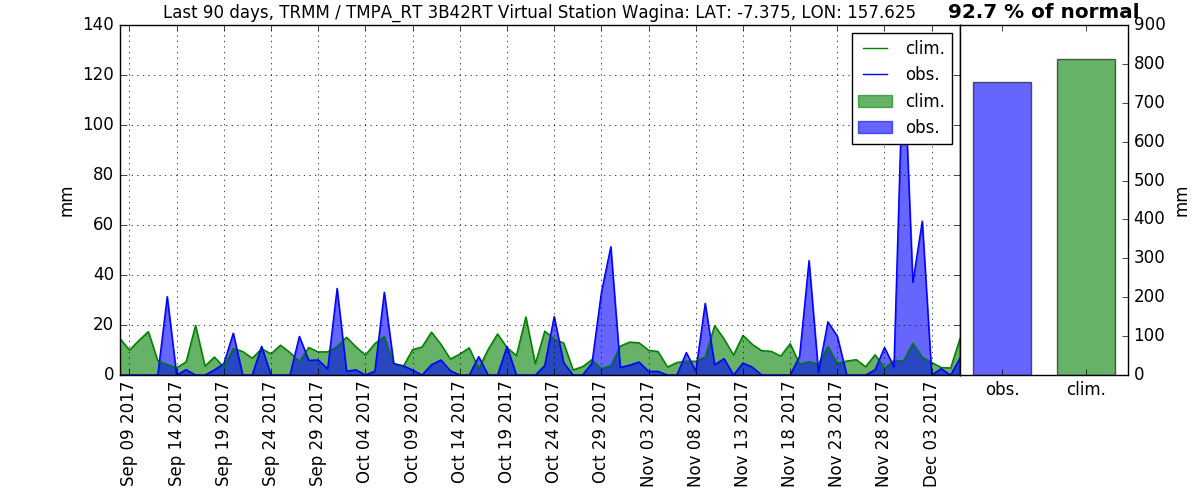 Last 90 days, TRMM / TMPA_RT 3B42RT Virtual Station Wagina: LAT: -7.375, LON: 157.625
92.7 % of normal
140
120
100
80
60
40
20
0
mm
clim.
obs.
clim.
obs.
900
800
700
600
500
400
300
200
100
0
mm
obs.
clim.
Sep 09 2017
Sep 14 2017
Sep 19 2017
Sep 24 2017
Sep 29 2017
Oct 04 2017
Oct 09 2017
Oct 14 2017
Oct 19 2017
Oct 24 2017
Oct 29 2017
Nov 03 2017
Nov 08 2017
Nov 13 2017
Nov 18 2017
Nov 23 2017
Nov 28 2017
Dec 03 2017